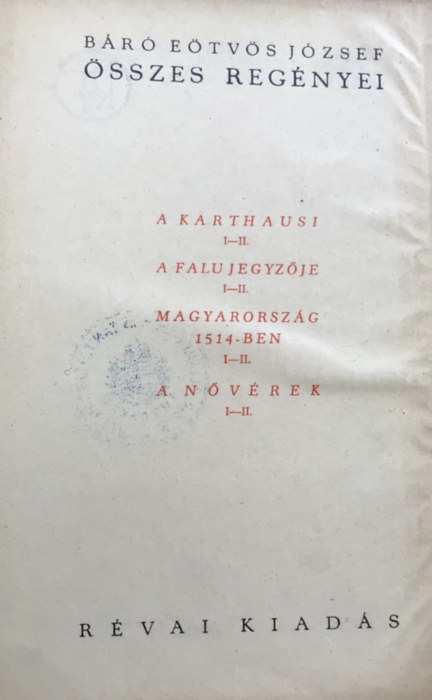 BÁRÓ EÖTVÖS JÓZSEF
ÖSSZES REGÉNYEI
A KARTHAUSI
I—II.
A FALU JEGYZŐJE
I—II.
MAGYARORSZÁG
1514-BEN
I—II.
A NŐVÉREK
I—II.
RÉVAI KIADÁS